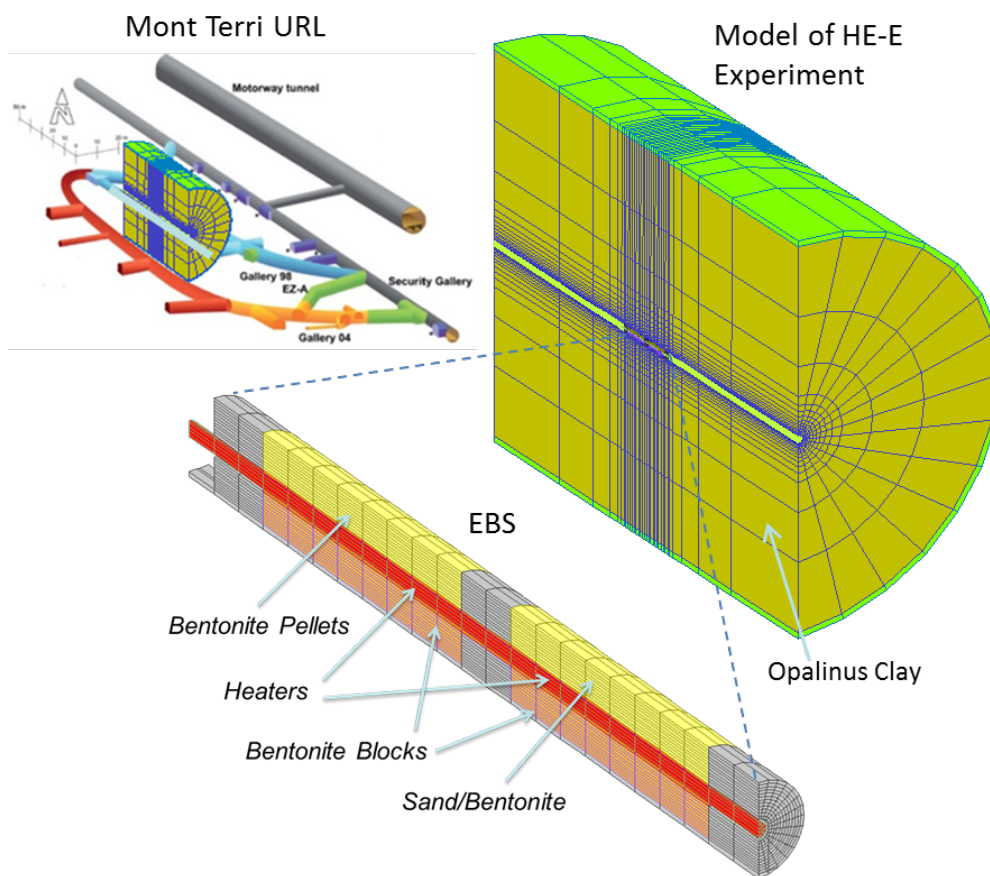 Mont Terri URL
Model of HE-E
Experiment
Motorway tunnel
Gallery 98
EZ-A
Security Gallery
Gallery 04
EBS
Bentonite Pellets
Heaters
Bentonite Blocks
Sand/Bentonite
Opalinus Clay